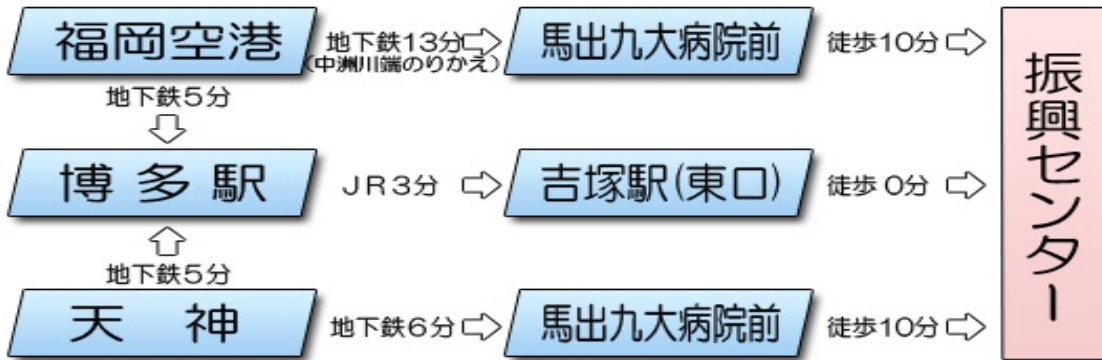 福岡空港
地下鉄13分
(中洲川端のりかえ)
馬出九大病院前
徒歩10分
地下鉄5分
博多駅
JR3分
吉塚駅(東口)
徒歩0分
地下鉄5分
天神
地下鉄6分
馬出九大病院前
徒歩10分
振興センター